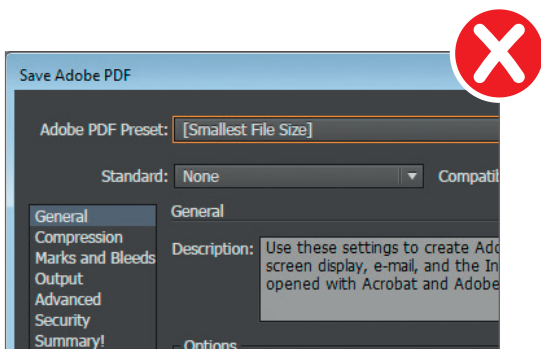 Save Adobe PDF
Adobe PDF Preset: [Smallest File Size]
Standard: None Compatib
General
Compression
Marks and Bleeds
Output
Advanced
Security
Summary!
General
Description: Use these settings to create Ado
screen display, e-mail, and the In
opened with Acrobat and Adobe
Options